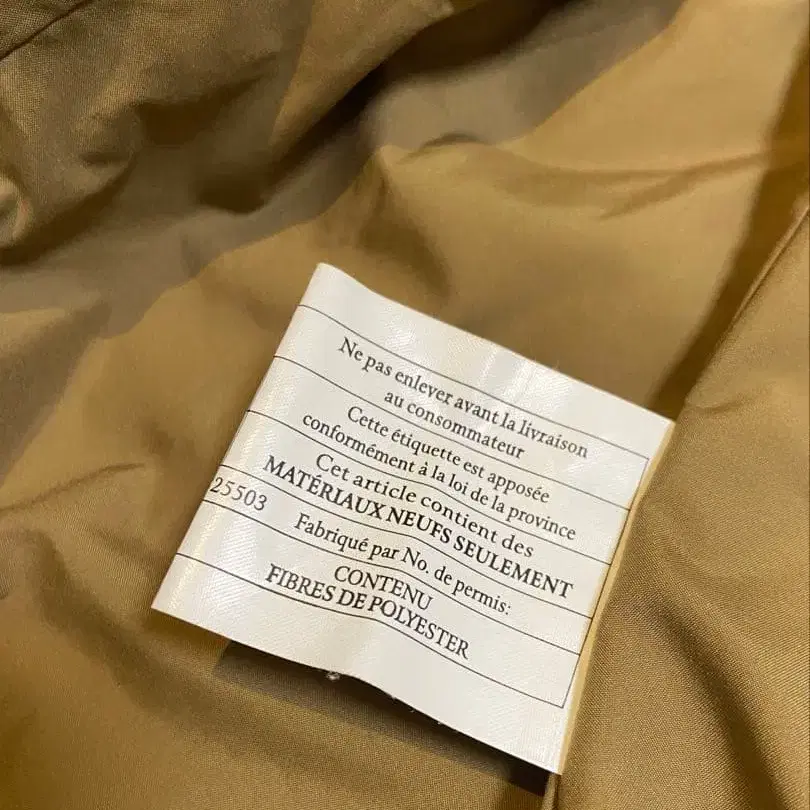 Ne pas enlever avant la livraison
au consommateur
Cette étiquette est apposée
conformément à la loi de la province
Cet article contient des
MATÉRIAUX NEUFS SEULEMENT
Fabriqué par No. de permis:
25503
CONTENU
FIBRES DE POLYESTER